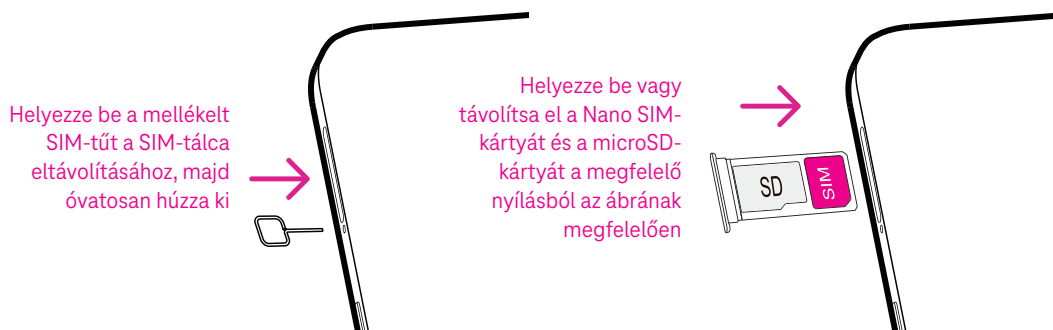 Helyezze be a mellékelt
SIM-tűt a SIM-tálca
eltávolításához, majd
óvatosan húzza ki
Helyezze be vagy
távolítsa el a Nano SIM-
kártyát és a microSD-
kártyát a megfelelő
nyílásból az ábrának
megfelelően
SD
SIM